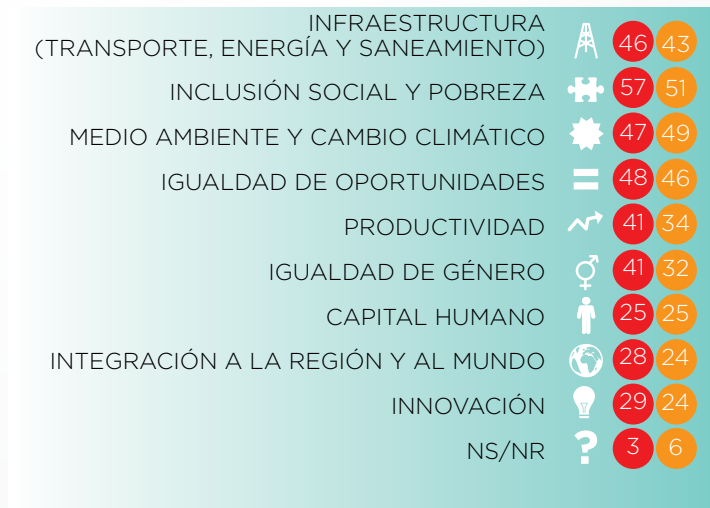 INFRAESTRUCTURA
(TRANSPORTE, ENERGÍA Y SANEAMIENTO) 46 43
INCLUSIÓN SOCIAL Y POBREZA 57 51
MEDIO AMBIENTE Y CAMBIO CLIMÁTICO 47 49
IGUALDAD DE OPORTUNIDADES 48 46
PRODUCTIVIDAD 41 34
IGUALDAD DE GÉNERO 41 32
CAPITAL HUMANO 25 25
INTEGRACIÓN A LA REGIÓN Y AL MUNDO 28 24
INNOVACIÓN 29 24
NS/NR ? 3 6